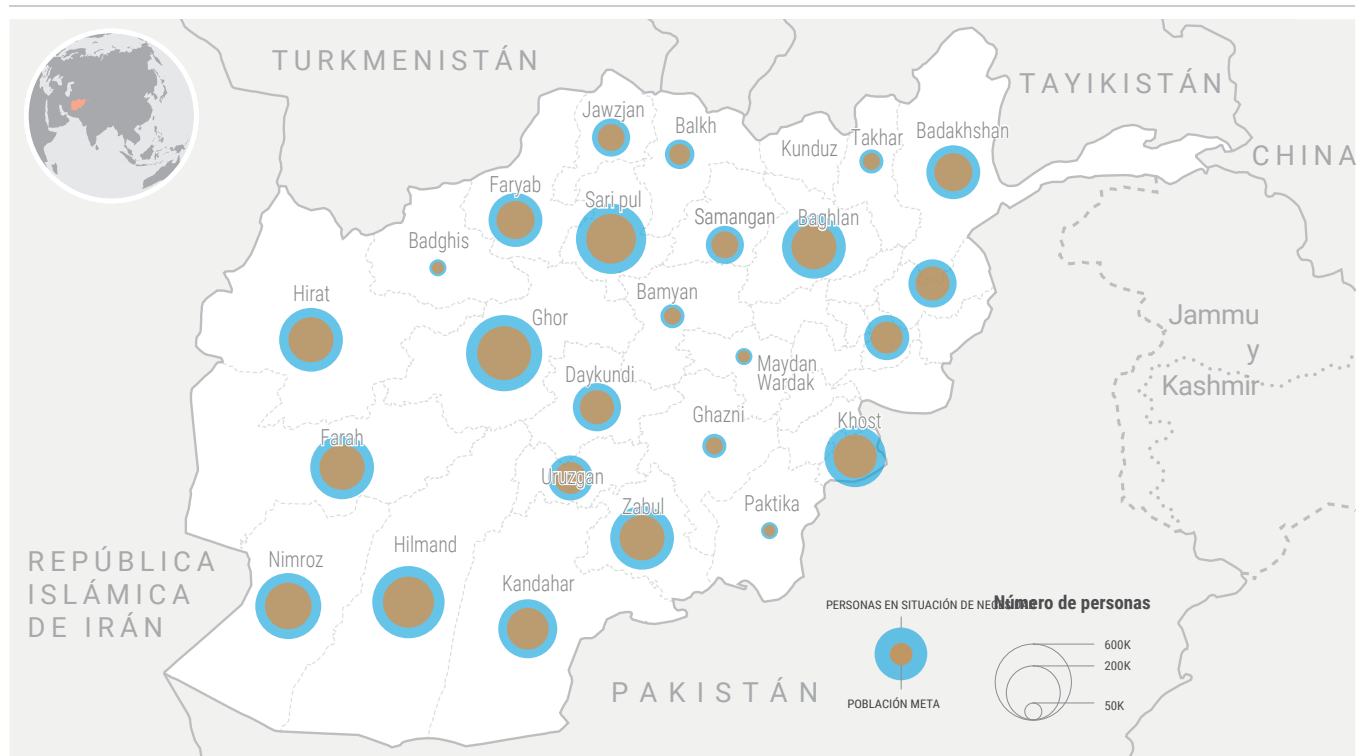 TURKMENISTÁN
TAYIKISTÁN
CHINA
Jawzjan
Balkh
Kunduz
Takhar
Badakhshan
Faryab
Sari pul
Samangan
Baghlan
Badghis
Hirat
Bamyan
Ghor
Jammu
y
Kashmir
Maydan
Wardak
Daykundi
Ghazni
Khost
Farah
Uruzgan
Zabul
Paktika
REPÚBLICA
ISLÁMICA
DE IRÁN
Nimroz
Hilmand
Kandahar
PAKISTÁN
PERSONAS EN SITUACIÓN DE
Número de personas
600K
200K
50K
POBLACIÓN META